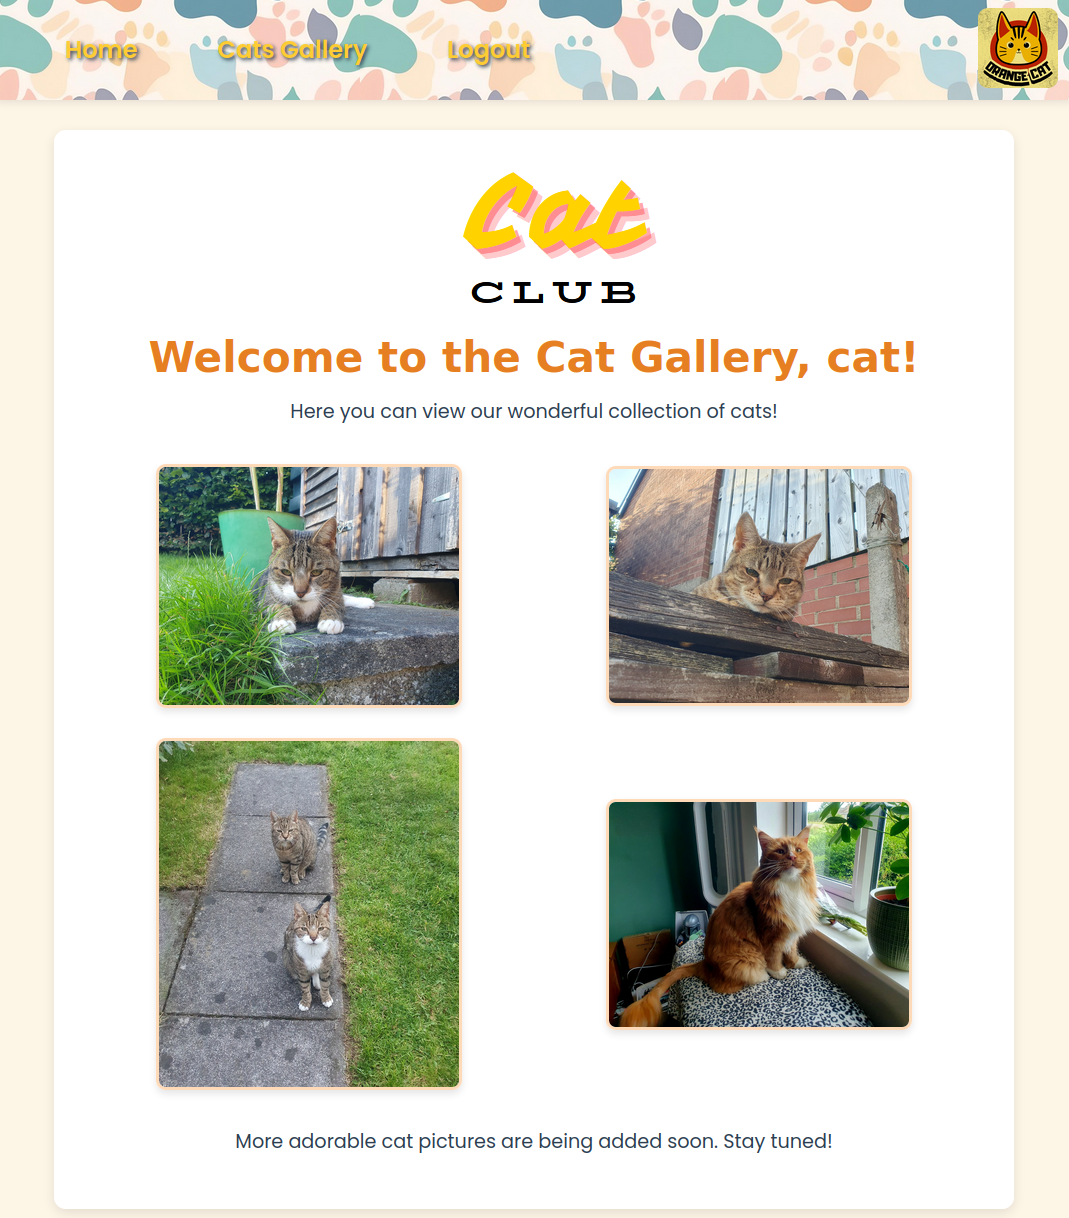 Home Cats Gallery Logout
ORANGE CAT
Cat
CLUB
Welcome to the Cat Gallery, cat!
Here you can view our wonderful collection of cats!
More adorable cat pictures are being added soon. Stay tuned!